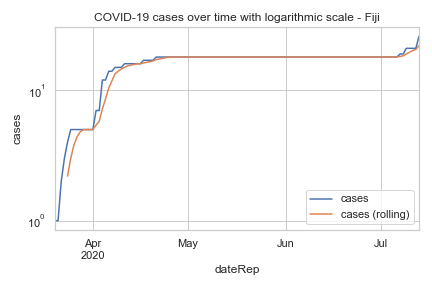 COVID-19 cases over time with logarithmic scale - Fiji
cases
10¹
10⁰
Apr
2020
May
Jun
Jul
dateRep
cases
cases (rolling)